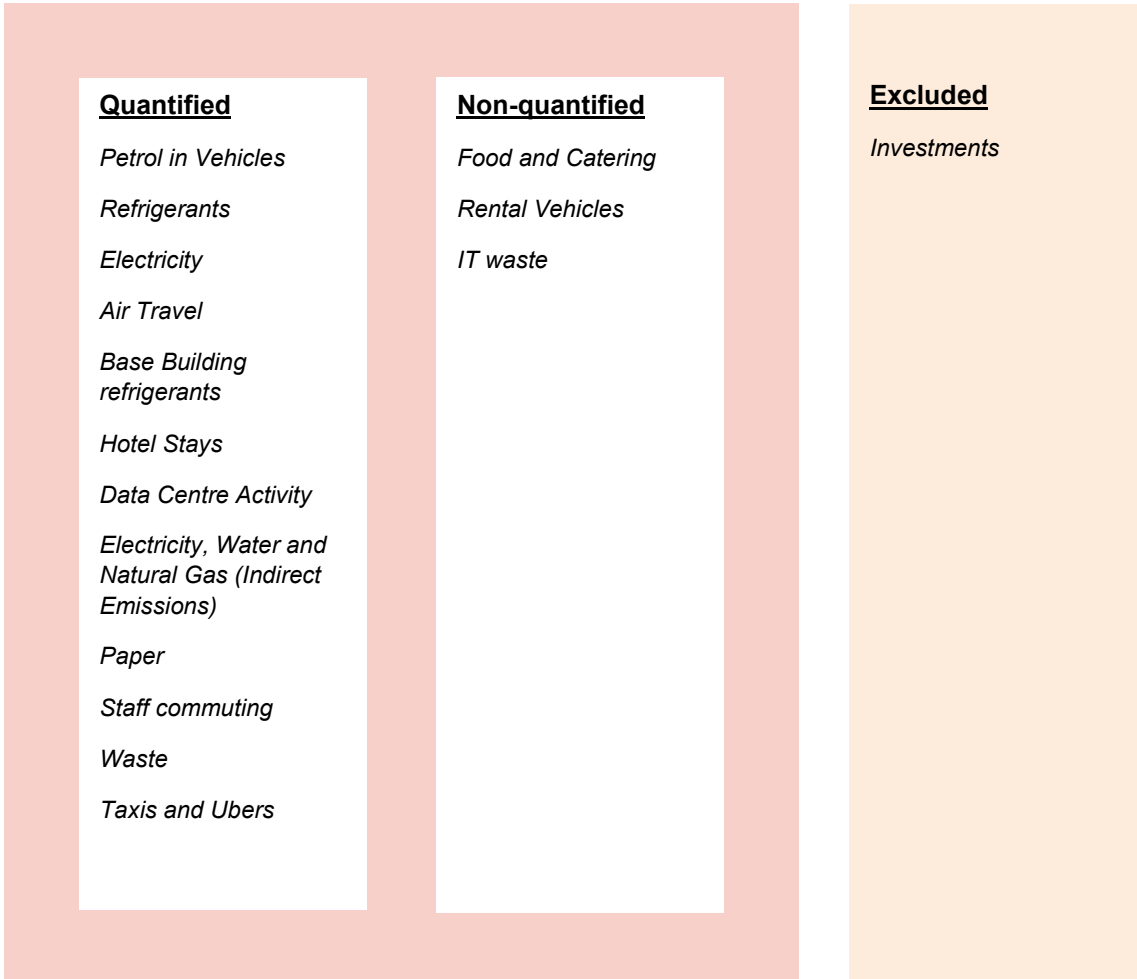 Quantified
Petrol in Vehicles
Refrigerants
Electricity
Air Travel
Base Building
refrigerants
Hotel Stays
Data Centre Activity
Electricity, Water and
Natural Gas (Indirect
Emissions)
Paper
Staff commuting
Waste
Taxis and Ubers
Non-quantified
Food and Catering
Rental Vehicles
IT waste
Excluded
Investments